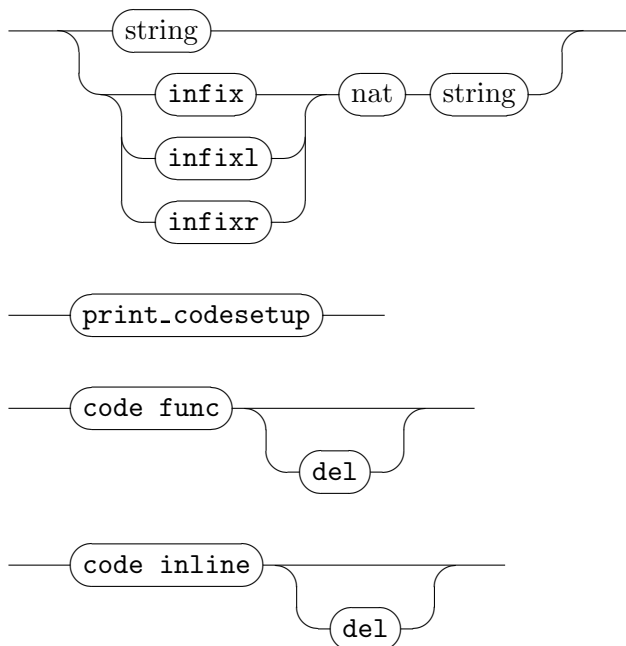 string
infix nat string
infixl
infixr
print_codesetup
code func
del
code inline
del